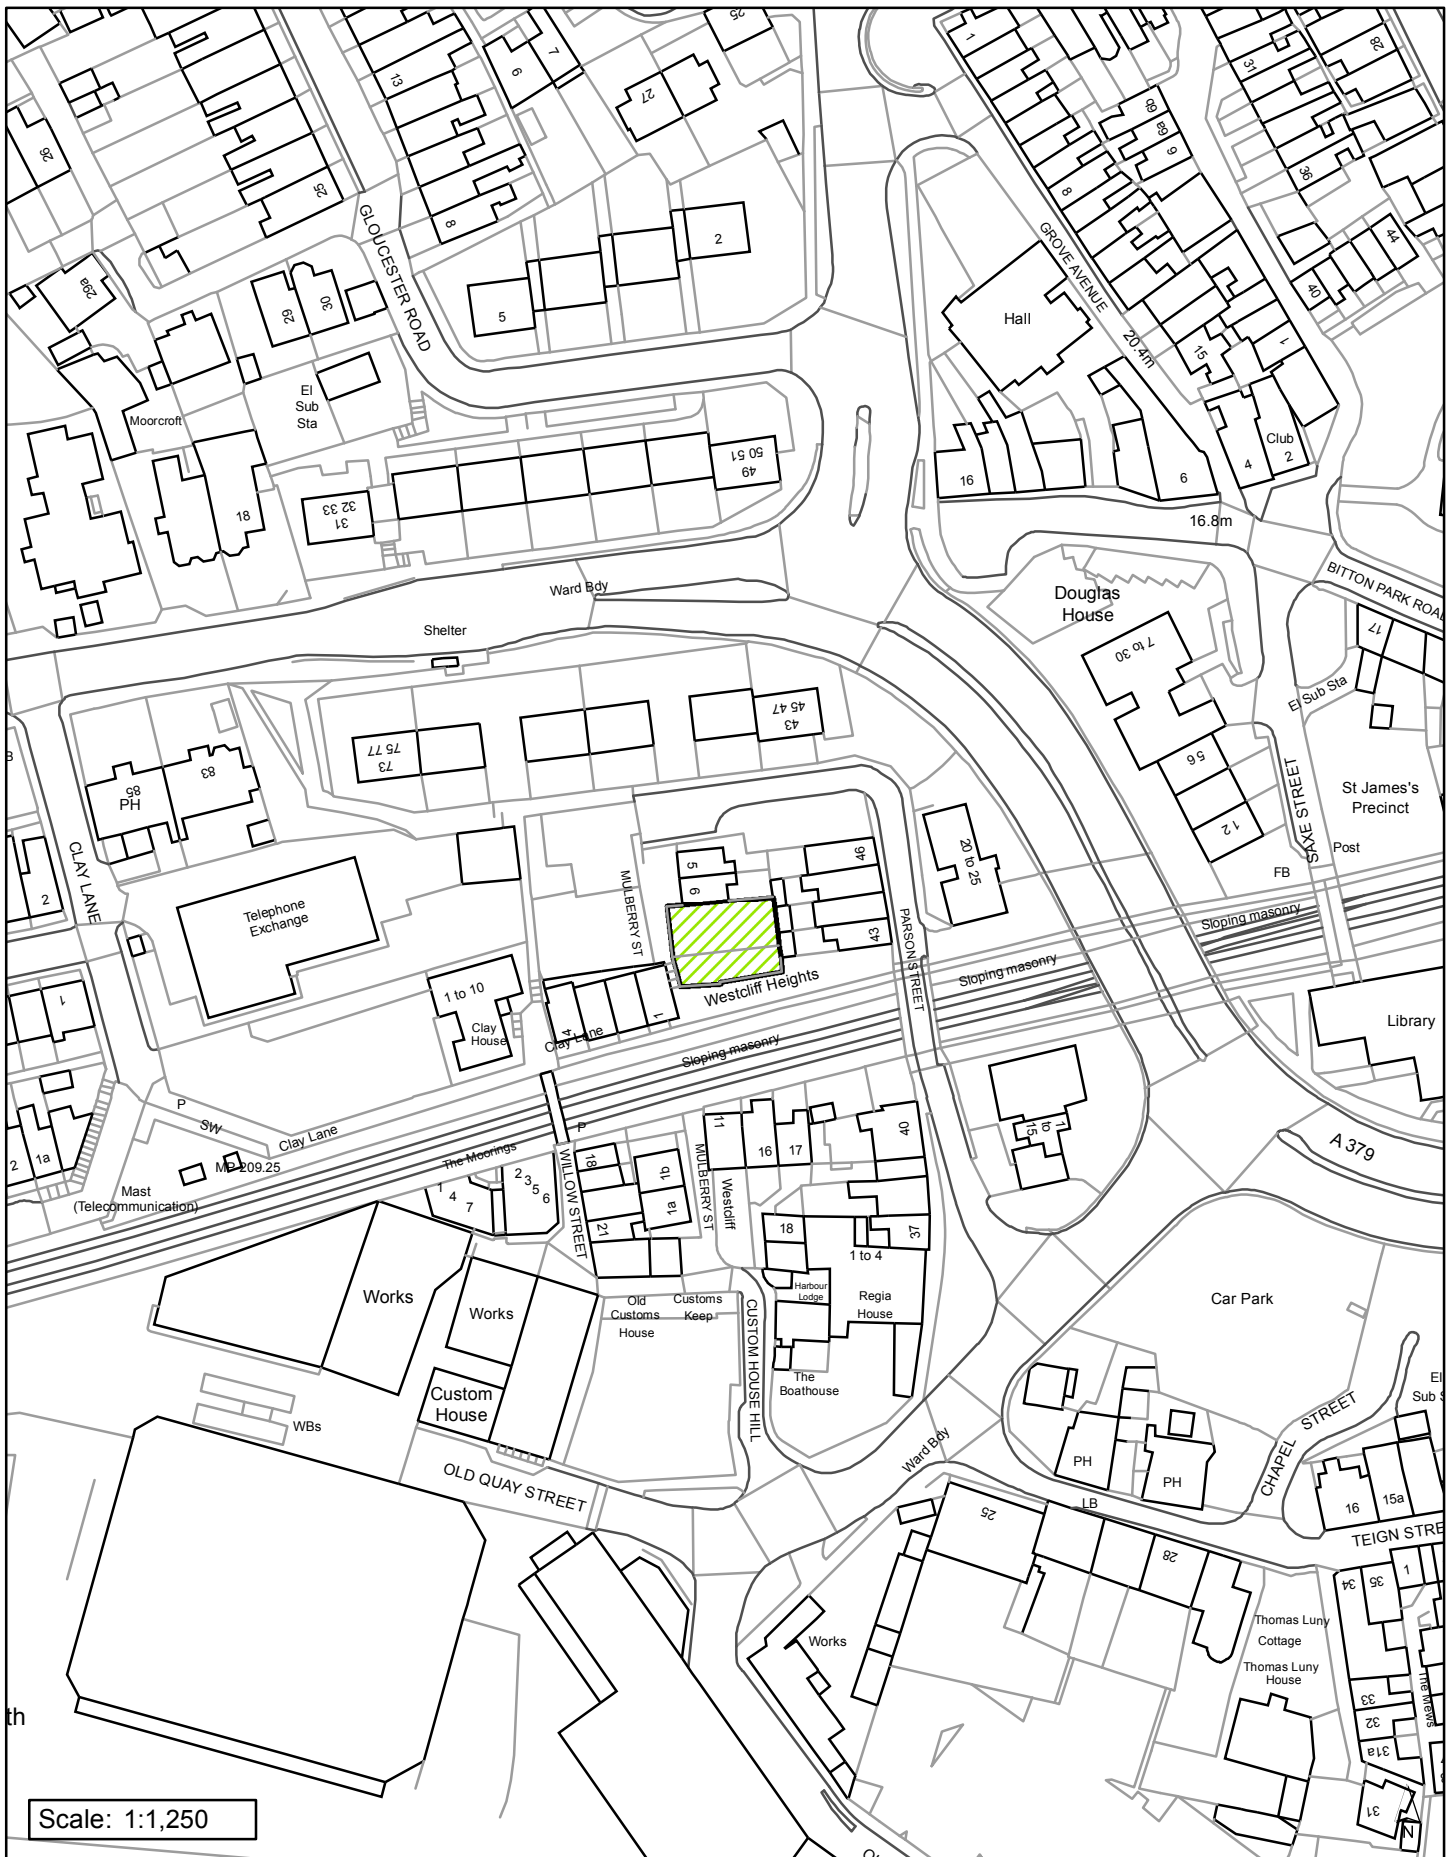 25
1
28
7
6
13
27
31
6b
6a
9
26
25
8
8
36
GLOUCESTER ROAD
2
GROVE AVENUE
44
29a
29
30
5
Hall
40
20.4m
15
1
El
Sub
Sta
Moorcroft
50 51
49
Club
2
4
16
6
18
32 33
31
16.8m
BITTON PARK ROA
Ward Bdy
Douglas
House
Shelter
17
7 to 30
El Sub Sta
45 47
43
75 77
73
83
85
PH
5 6
SAXE STREET
St James's
Precinct
1 2
Post
CLAY LANE
46
20 to 25
5
6
FB
2
MULBERRY ST
Telephone
Exchange
43
PARSON STREET
Sloping masonry
Sloping masonry
Westcliff Heights
1
1 to 10
Clay
House
4
1
Clay Lane
Sloping masonry
Library
P
SW
Clay Lane
P
11
16
17
40
1
to
15
A 379
2
1a
MP 209.25
The Moorings
WILLOW STREET
18
1b
1a
21
MULBERRY ST
Westcliff
Mast
(Telecommunication)
1
4
7
2
3
5
6
18
37
1 to 4
Works
Works
Old
Customs
House
Customs
Keep
Harbour
Lodge
Regia
House
Car Park
CUSTOM HOUSE HILL
The
Boathouse
Custom
House
WBs
El
Sub S
CHAPEL STREET
Ward Bdy
PH
PH
OLD QUAY STREET
LB
16
15a
TEIGN STRE
25
28
34
35
1
Works
Thomas Luny
Cottage
Thomas Luny
House
The Mews
33
32
31a
31
th
Scale: 1:1,250
N